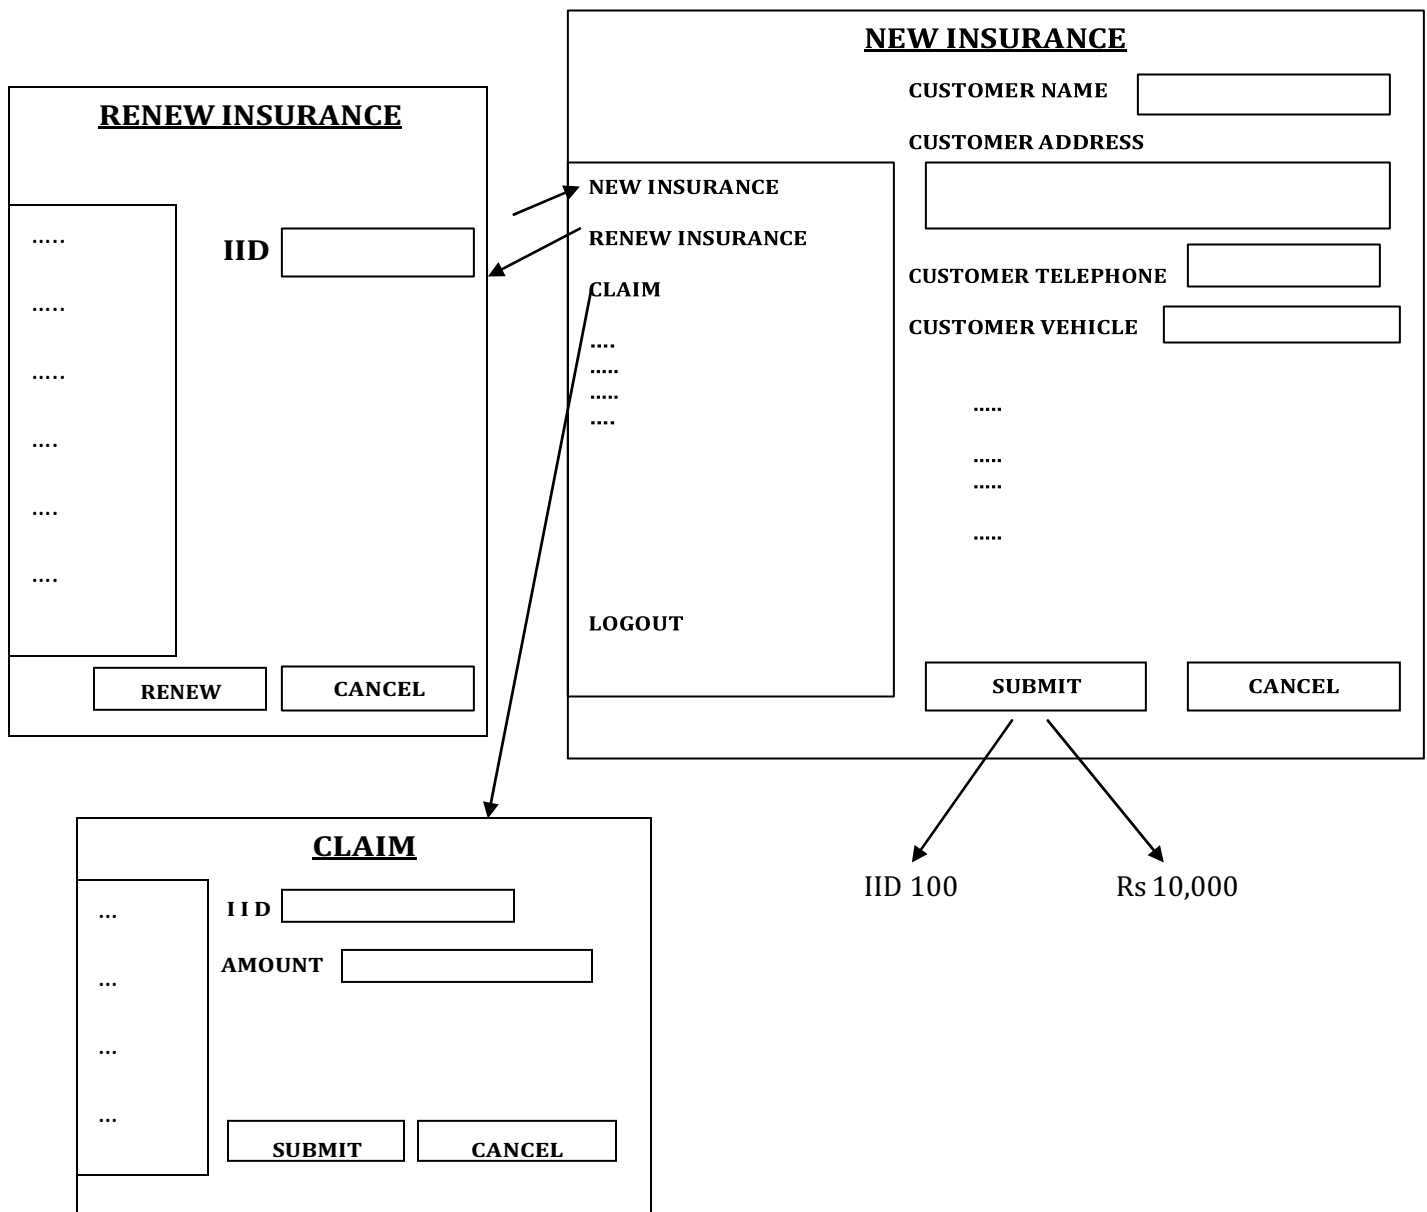 RENEW INSURANCE
.....
.....
.....
....
....
....
IID
RENEW
CANCEL
NEW INSURANCE
NEW INSURANCE
RENEW INSURANCE
CLAIM
....
.....
.....
....
LOGOUT
CUSTOMER NAME
CUSTOMER ADDRESS
CUSTOMER TELEPHONE
CUSTOMER VEHICLE
.....
.....
.....
.....
SUBMIT
CANCEL
IID 100
Rs 10,000
CLAIM
...
...
...
...
I I D
AMOUNT
SUBMIT
CANCEL